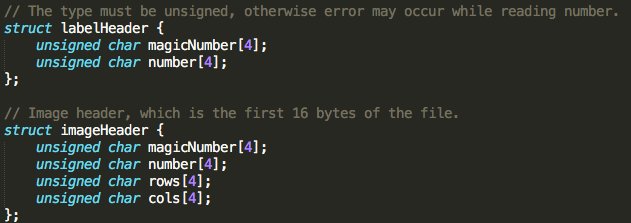 // The type must be unsigned, otherwise error may occur while reading number.
struct labelHeader {
    unsigned char magicNumber[4];
    unsigned char number[4];
};

// Image header, which is the first 16 bytes of the file.
struct imageHeader {
    unsigned char magicNumber[4];
    unsigned char number[4];
    unsigned char rows[4];
    unsigned char cols[4];
};